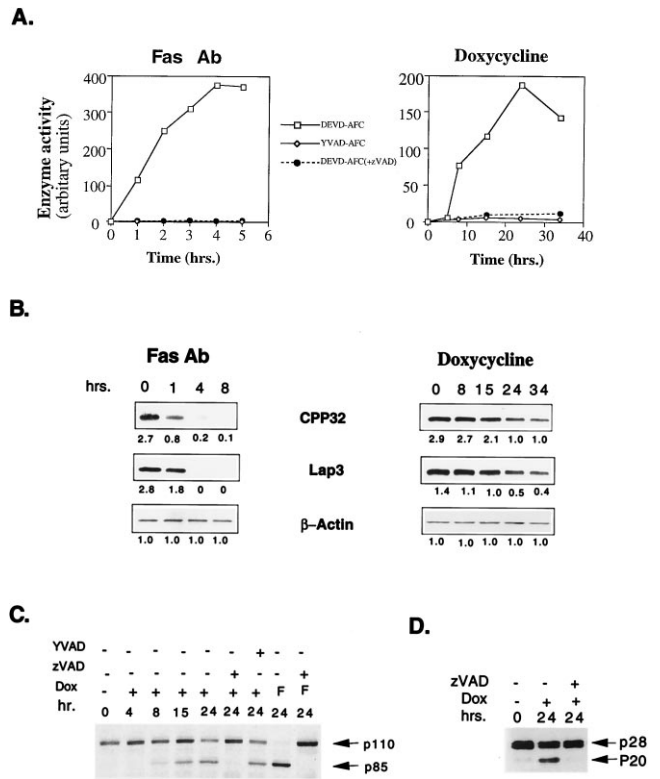 A.
Fas Ab
Doxycycline
400
300
200
100
0
Enzyme activity
(arbitary units)
0 1 2 3 4 5 6
Time (hrs.)
DEVD-AFC
YVAD-AFC
DEVD-AFC(+zVAD)
200
150
100
50
0
0 10 20 30 40
Time (hrs.)
B.
Fas Ab
Doxycycline
hrs. 0 1 4 8
0 8 15 24 34
CPP32
2.7 0.8 0.2 0.1
2.9 2.7 2.1 1.0 1.0
Lap3
2.8 1.8 0 0
1.4 1.1 1.0 0.5 0.4
β-Actin
1.0 1.0 1.0 1.0
1.0 1.0 1.0 1.0 1.0
C.
YVAD - - - - - - + - -
zVAD - - - - - + - - +
Dox - + + + + + + F F
hr. 0 4 8 15 24 24 24 24 24
p110
p85
D.
zVAD - - +
Dox - + +
hrs. 0 24 24
p28
P20